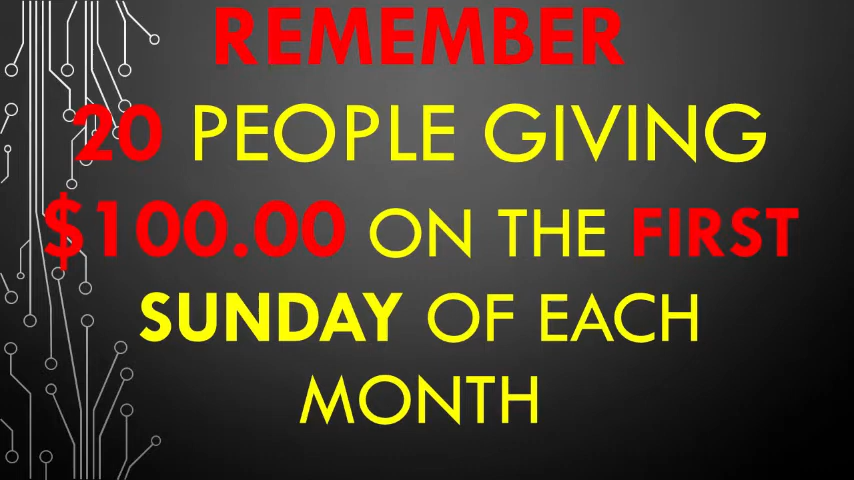 REMEMBER
20 PEOPLE GIVING
$100.00 ON THE FIRST
SUNDAY OF EACH
MONTH